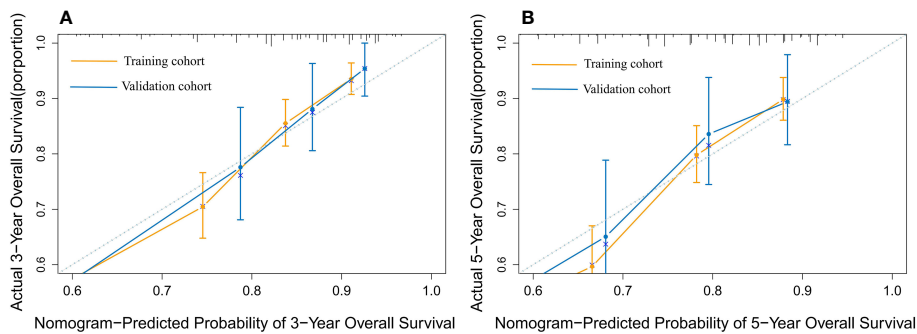 A
Actual 3−Year Overall Survival(porportion)
1.0
0.9
0.8
0.7
0.6
Training cohort
Validation cohort
0.6 0.7 0.8 0.9 1.0
Nomogram−Predicted Probability of 3−Year Overall Survival
B
Actual 5−Year Overall Survival(porportion)
1.0
0.9
0.8
0.7
0.6
Training cohort
Validation cohort
0.6 0.7 0.8 0.9 1.0
Nomogram−Predicted Probability of 5−Year Overall Survival